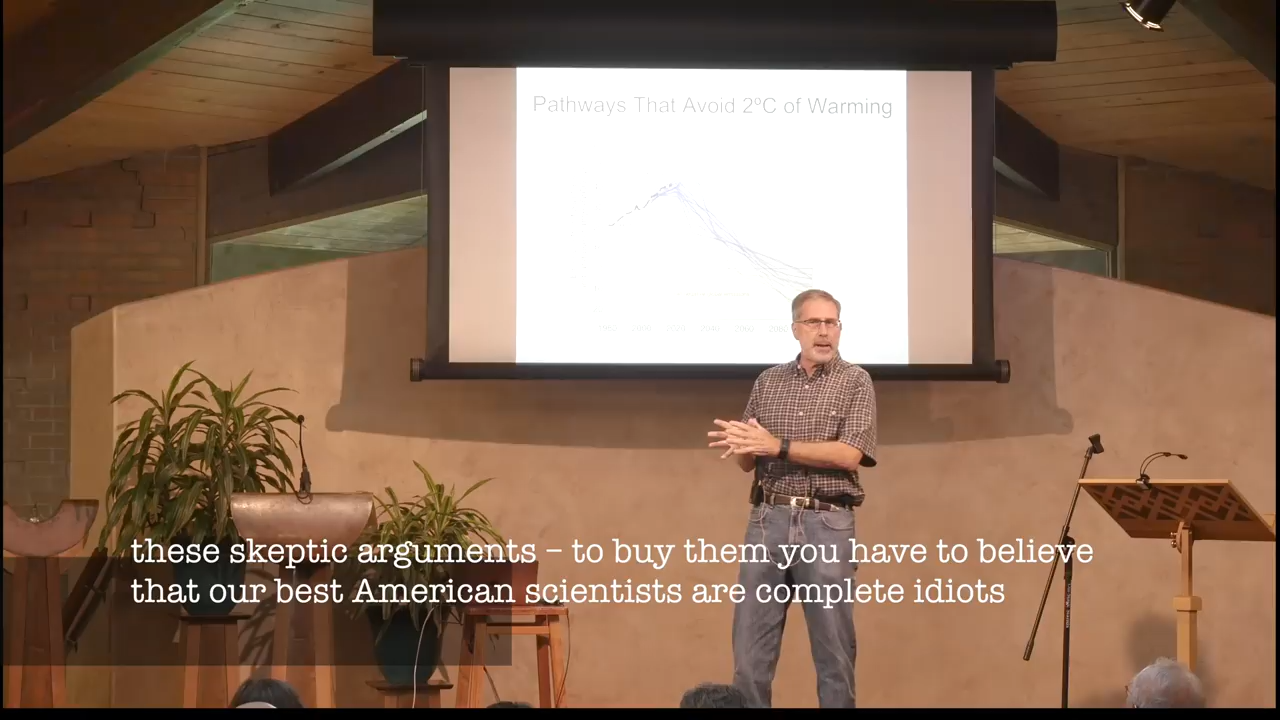 Pathways That Avoid 2ºC of Warming
these skeptic arguments – to buy them you have to believe
that our best American scientists are complete idiots